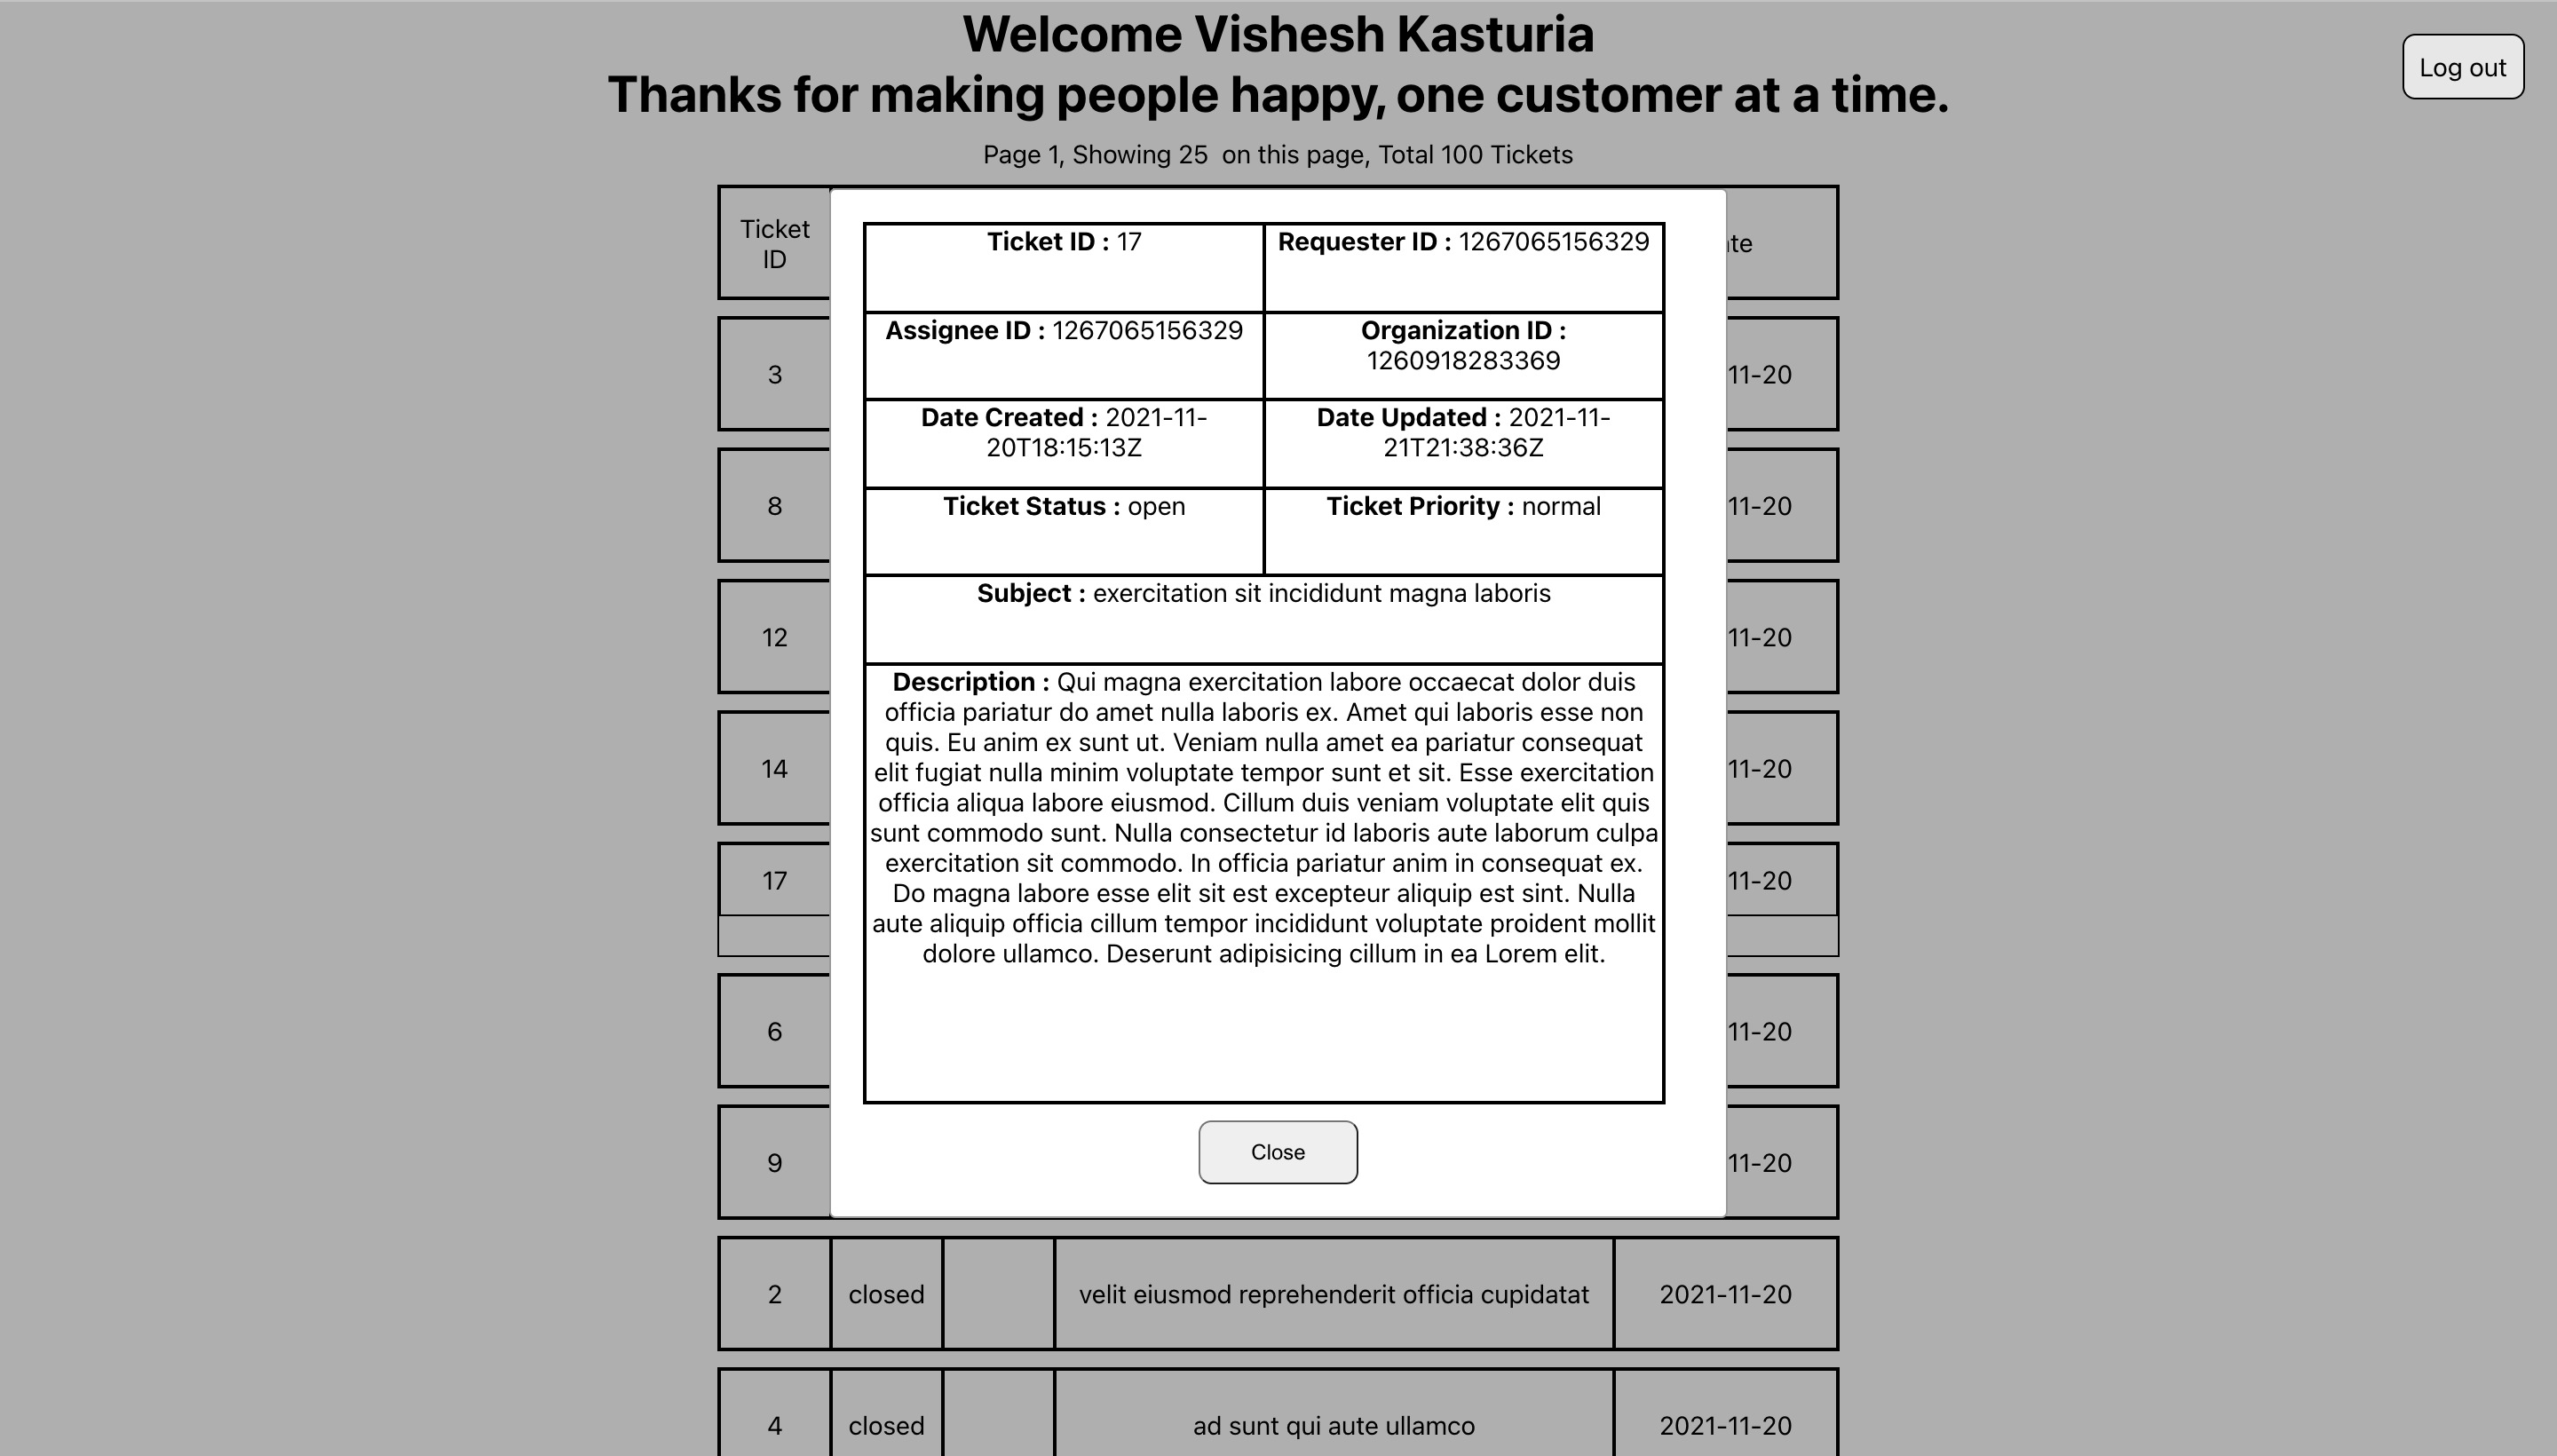 Welcome Vishesh Kasturia
Thanks for making people happy, one customer at a time.
Log out
Page 1, Showing 25  on this page, Total 100 Tickets
Ticket
ID
Ticket ID : 17
Requester ID : 1267065156329
Assignee ID : 1267065156329
Organization ID :
1260918283369
Date Created : 2021-11-
20T18:15:13Z
Date Updated : 2021-11-
21T21:38:36Z
Ticket Status : open
Ticket Priority : normal
Subject : exercitation sit incididunt magna laboris
Description : Qui magna exercitation labore occaecat dolor duis
officia pariatur do amet nulla laboris ex. Amet qui laboris esse non
quis. Eu anim ex sunt ut. Veniam nulla amet ea pariatur consequat
elit fugiat nulla minim voluptate tempor sunt et sit. Esse exercitation
officia aliqua labore eiusmod. Cillum duis veniam voluptate elit quis
sunt commodo sunt. Nulla consectetur id laboris aute laborum culpa
exercitation sit commodo. In officia pariatur anim in consequat ex.
Do magna labore esse elit sit est excepteur aliquip est sint. Nulla
aute aliquip officia cillum tempor incididunt voluptate proident mollit
dolore ullamco. Deserunt adipisicing cillum in ea Lorem elit.
Close
3 11-20
8 11-20
12 11-20
14 11-20
17 11-20
6 11-20
9 11-20
2 closed velit eiusmod reprehenderit officia cupidatat 2021-11-20
4 closed ad sunt qui aute ullamco 2021-11-20